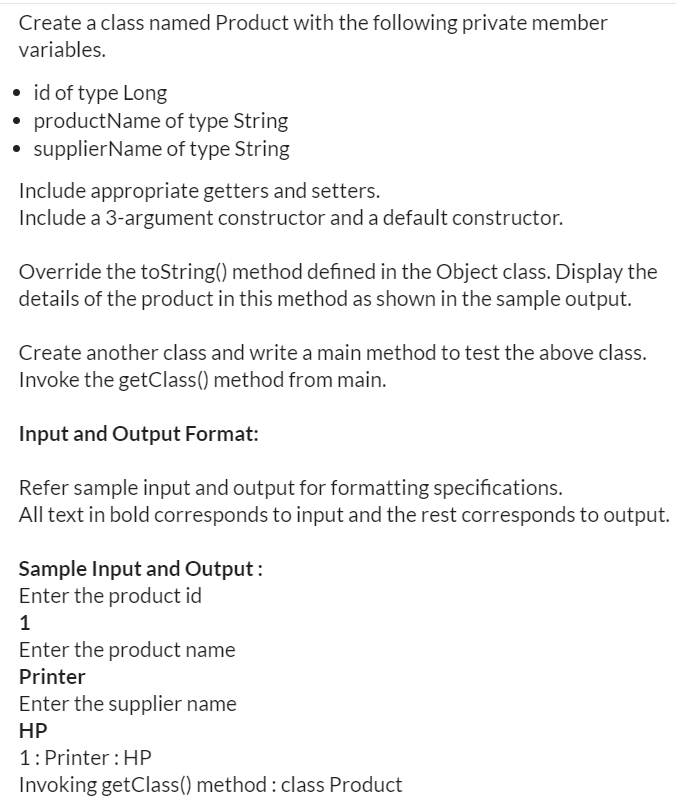 Create a class named Product with the following private member
variables.
• id of type Long
• productName of type String
• supplierName of type String
Include appropriate getters and setters.
Include a 3-argument constructor and a default constructor.
Override the toString() method defined in the Object class. Display the
details of the product in this method as shown in the sample output.
Create another class and write a main method to test the above class.
Invoke the getClass() method from main.
Input and Output Format:
Refer sample input and output for formatting specifications.
All text in bold corresponds to input and the rest corresponds to output.
Sample Input and Output :
Enter the product id
1
Enter the product name
Printer
Enter the supplier name
HP
1 : Printer : HP
Invoking getClass() method : class Product